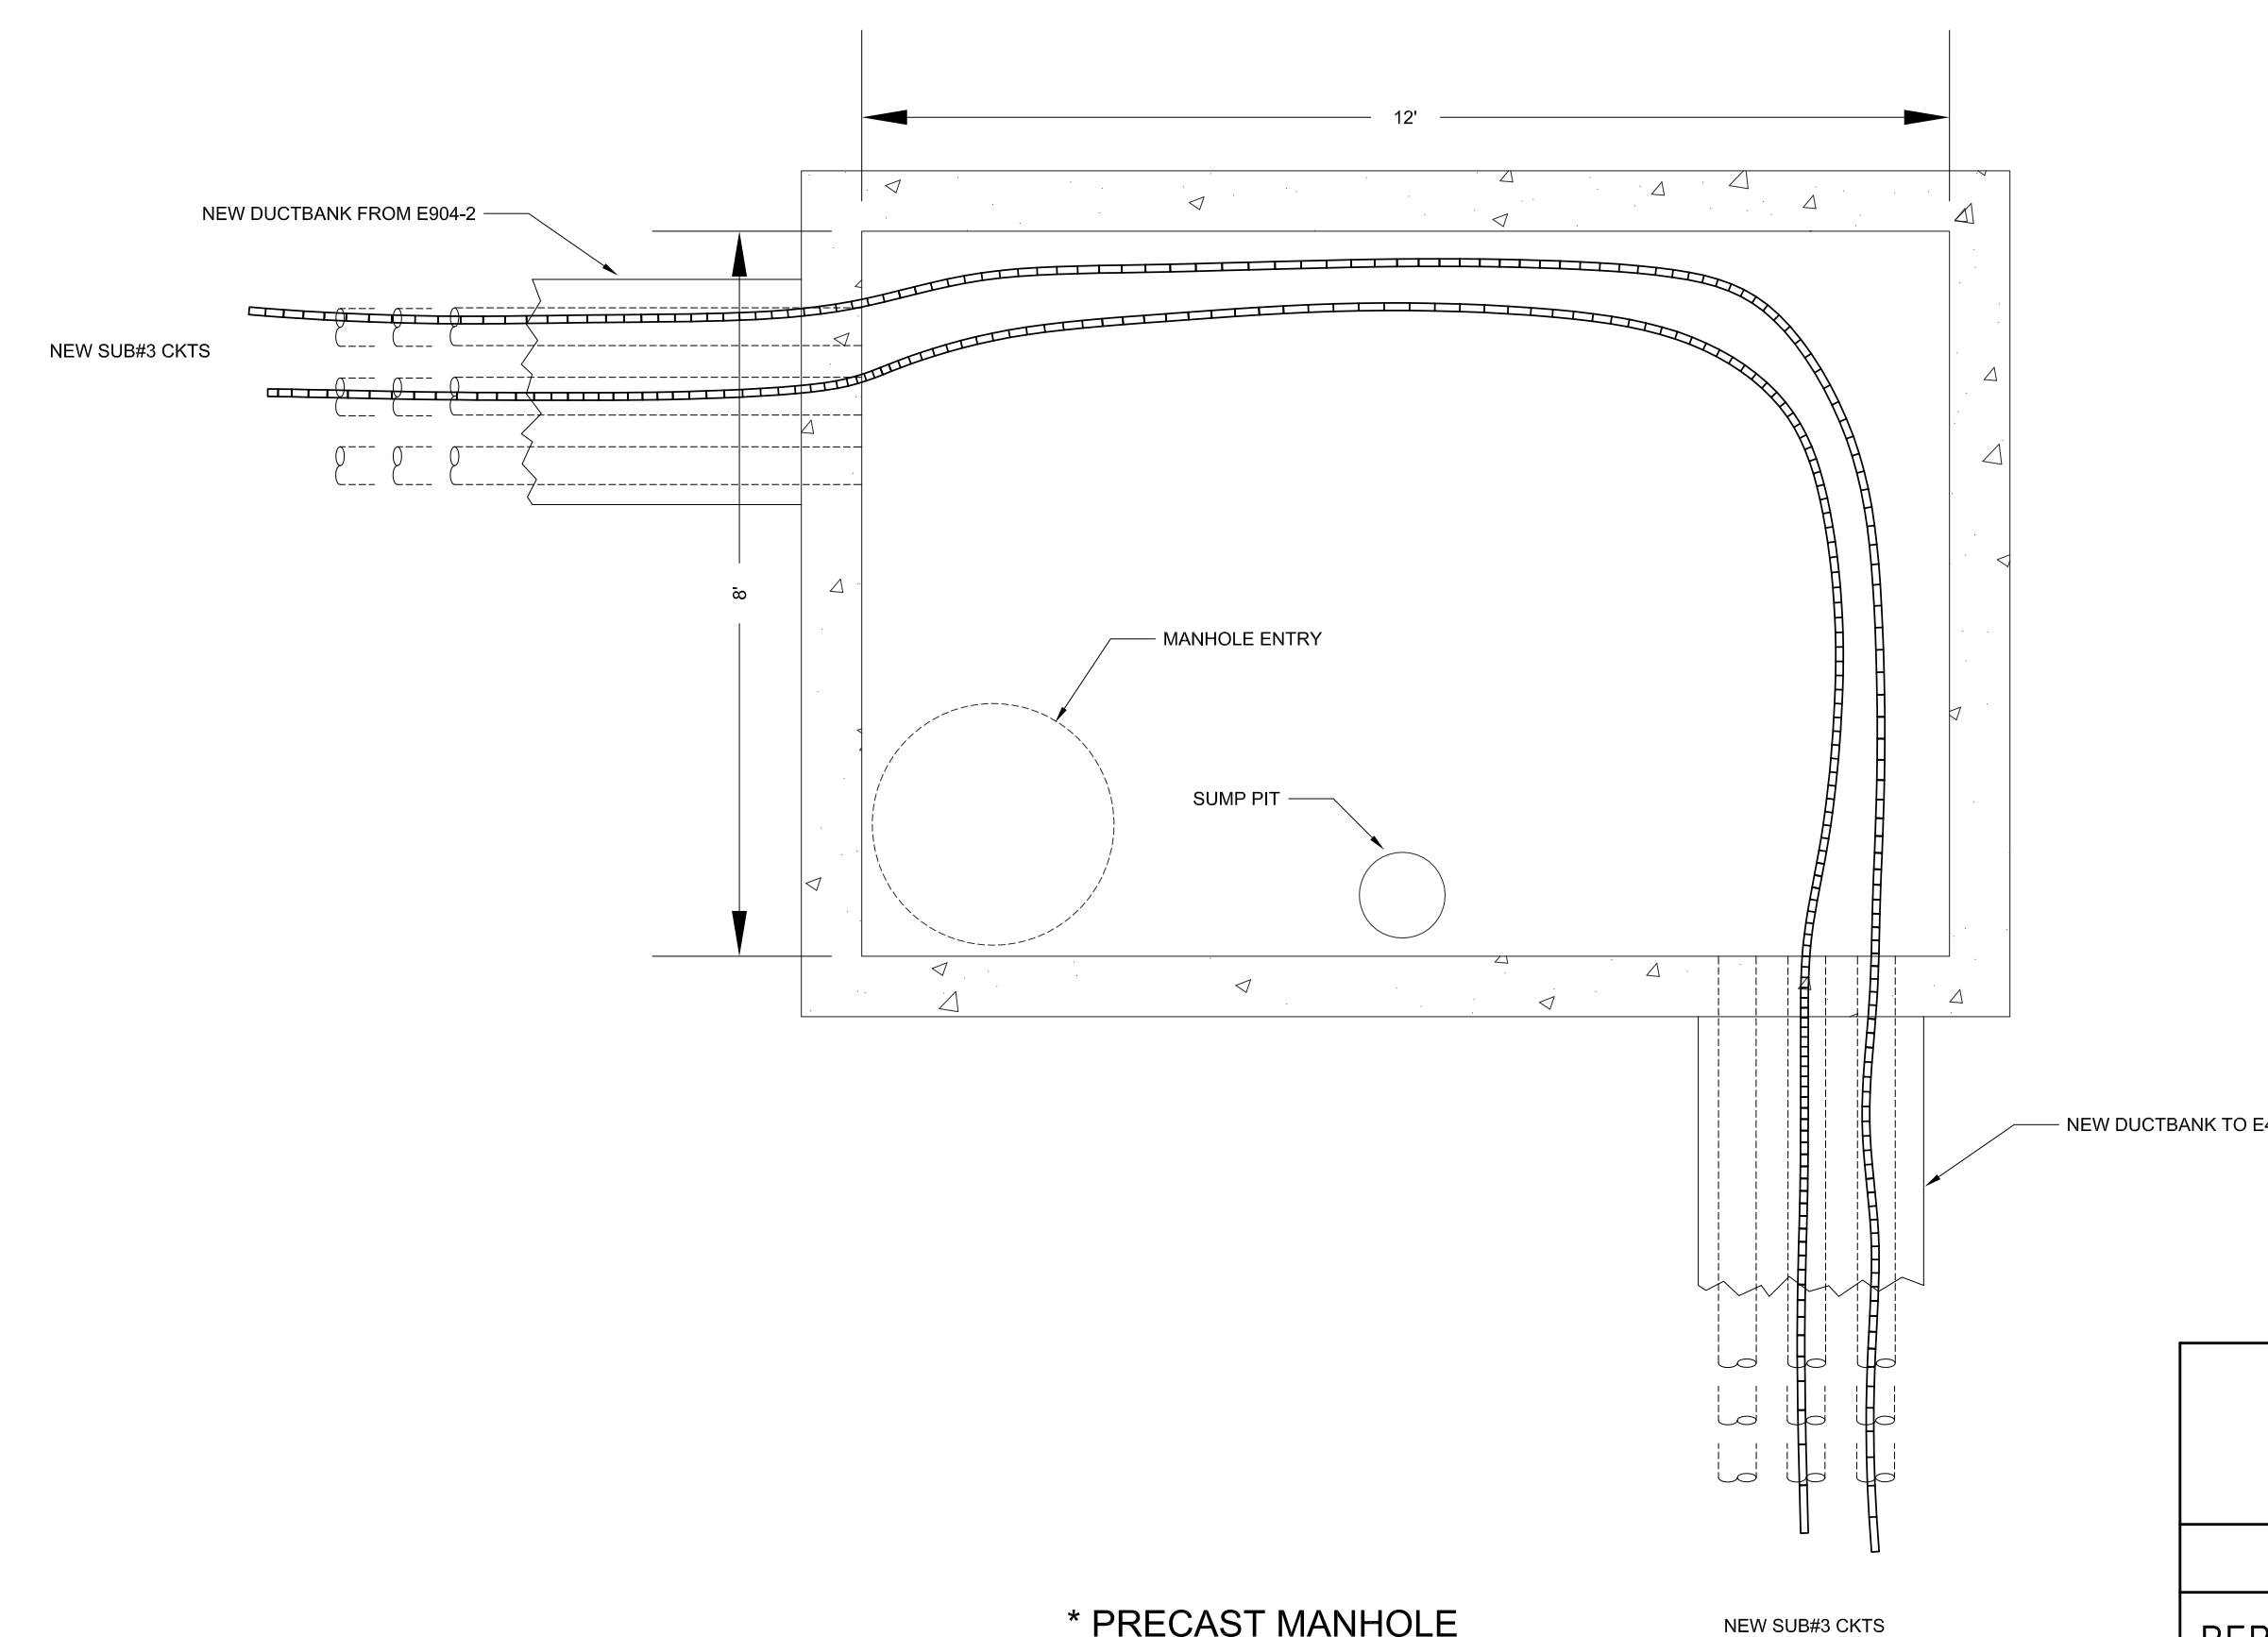 12'
NEW DUCTBANK FROM E904-2
NEW SUB#3 CKTS
8'
MANHOLE ENTRY
SUMP PIT
NEW DUCTBANK TO
* PRECAST MANHOLE
NEW SUB#3 CKTS